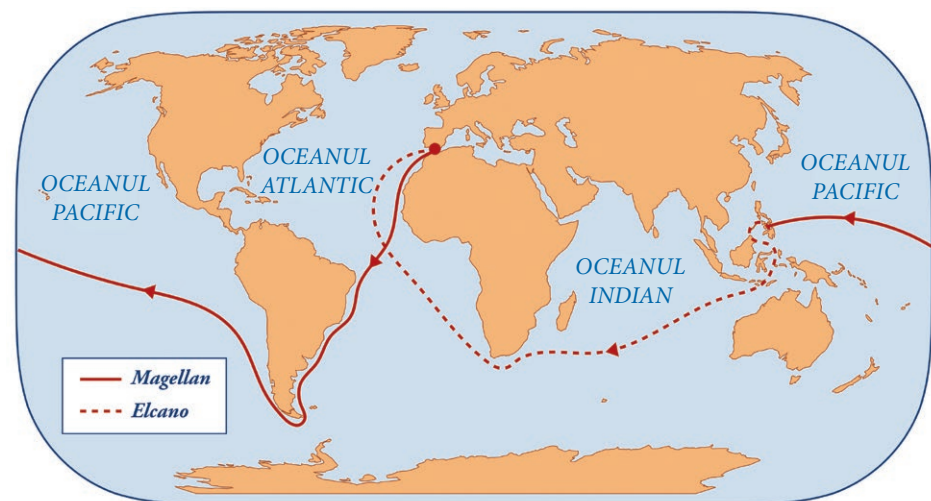 OCEANUL
ATLANTIC
OCEANUL
PACIFIC
OCEANUL
PACIFIC
OCEANUL
INDIAN
Magellan
Elcano